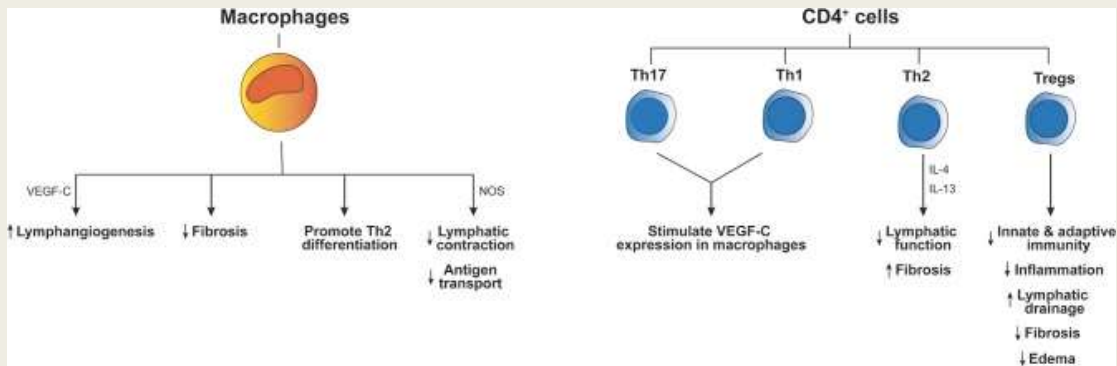 Macrophages
VEGF-C
NOS
↑ Lymphangiogenesis
↓ Fibrosis
Promote Th2
differentiation
↓ Lymphatic
contraction
↓ Antigen
transport
CD4⁺ cells
Th17
Th1
Th2
Tregs
IL-4
IL-13
Stimulate VEGF-C
expression in macrophages
↓ Lymphatic
function
↑ Fibrosis
↓ Innate & adaptive
immunity
↓ Inflammation
↑ Lymphatic
drainage
↓ Fibrosis
↓ Edema